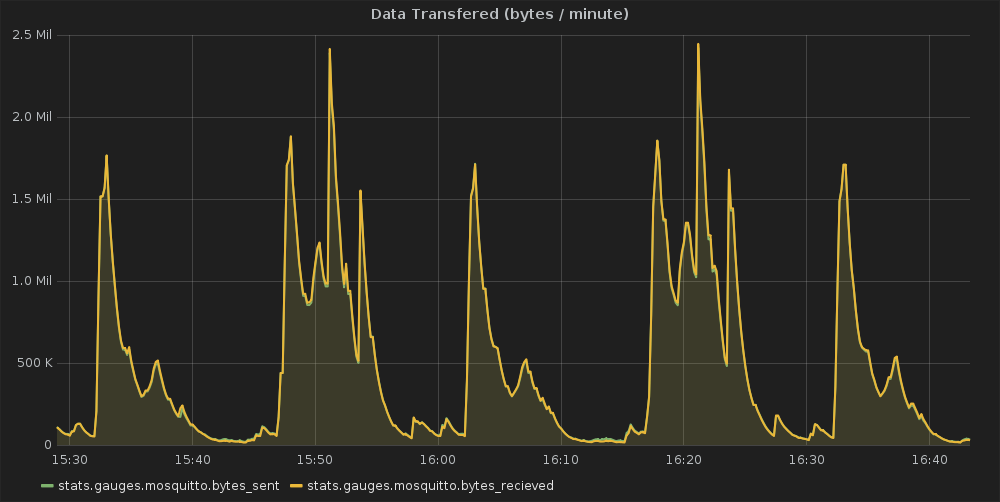 Data Transfered (bytes / minute)
2.5 Mil
2.0 Mil
1.5 Mil
1.0 Mil
500 K
0
15:30 15:40 15:50 16:00 16:10 16:20 16:30 16:40
stats.gauges.mosquitto.bytes_sent stats.gauges.mosquitto.bytes_recieved